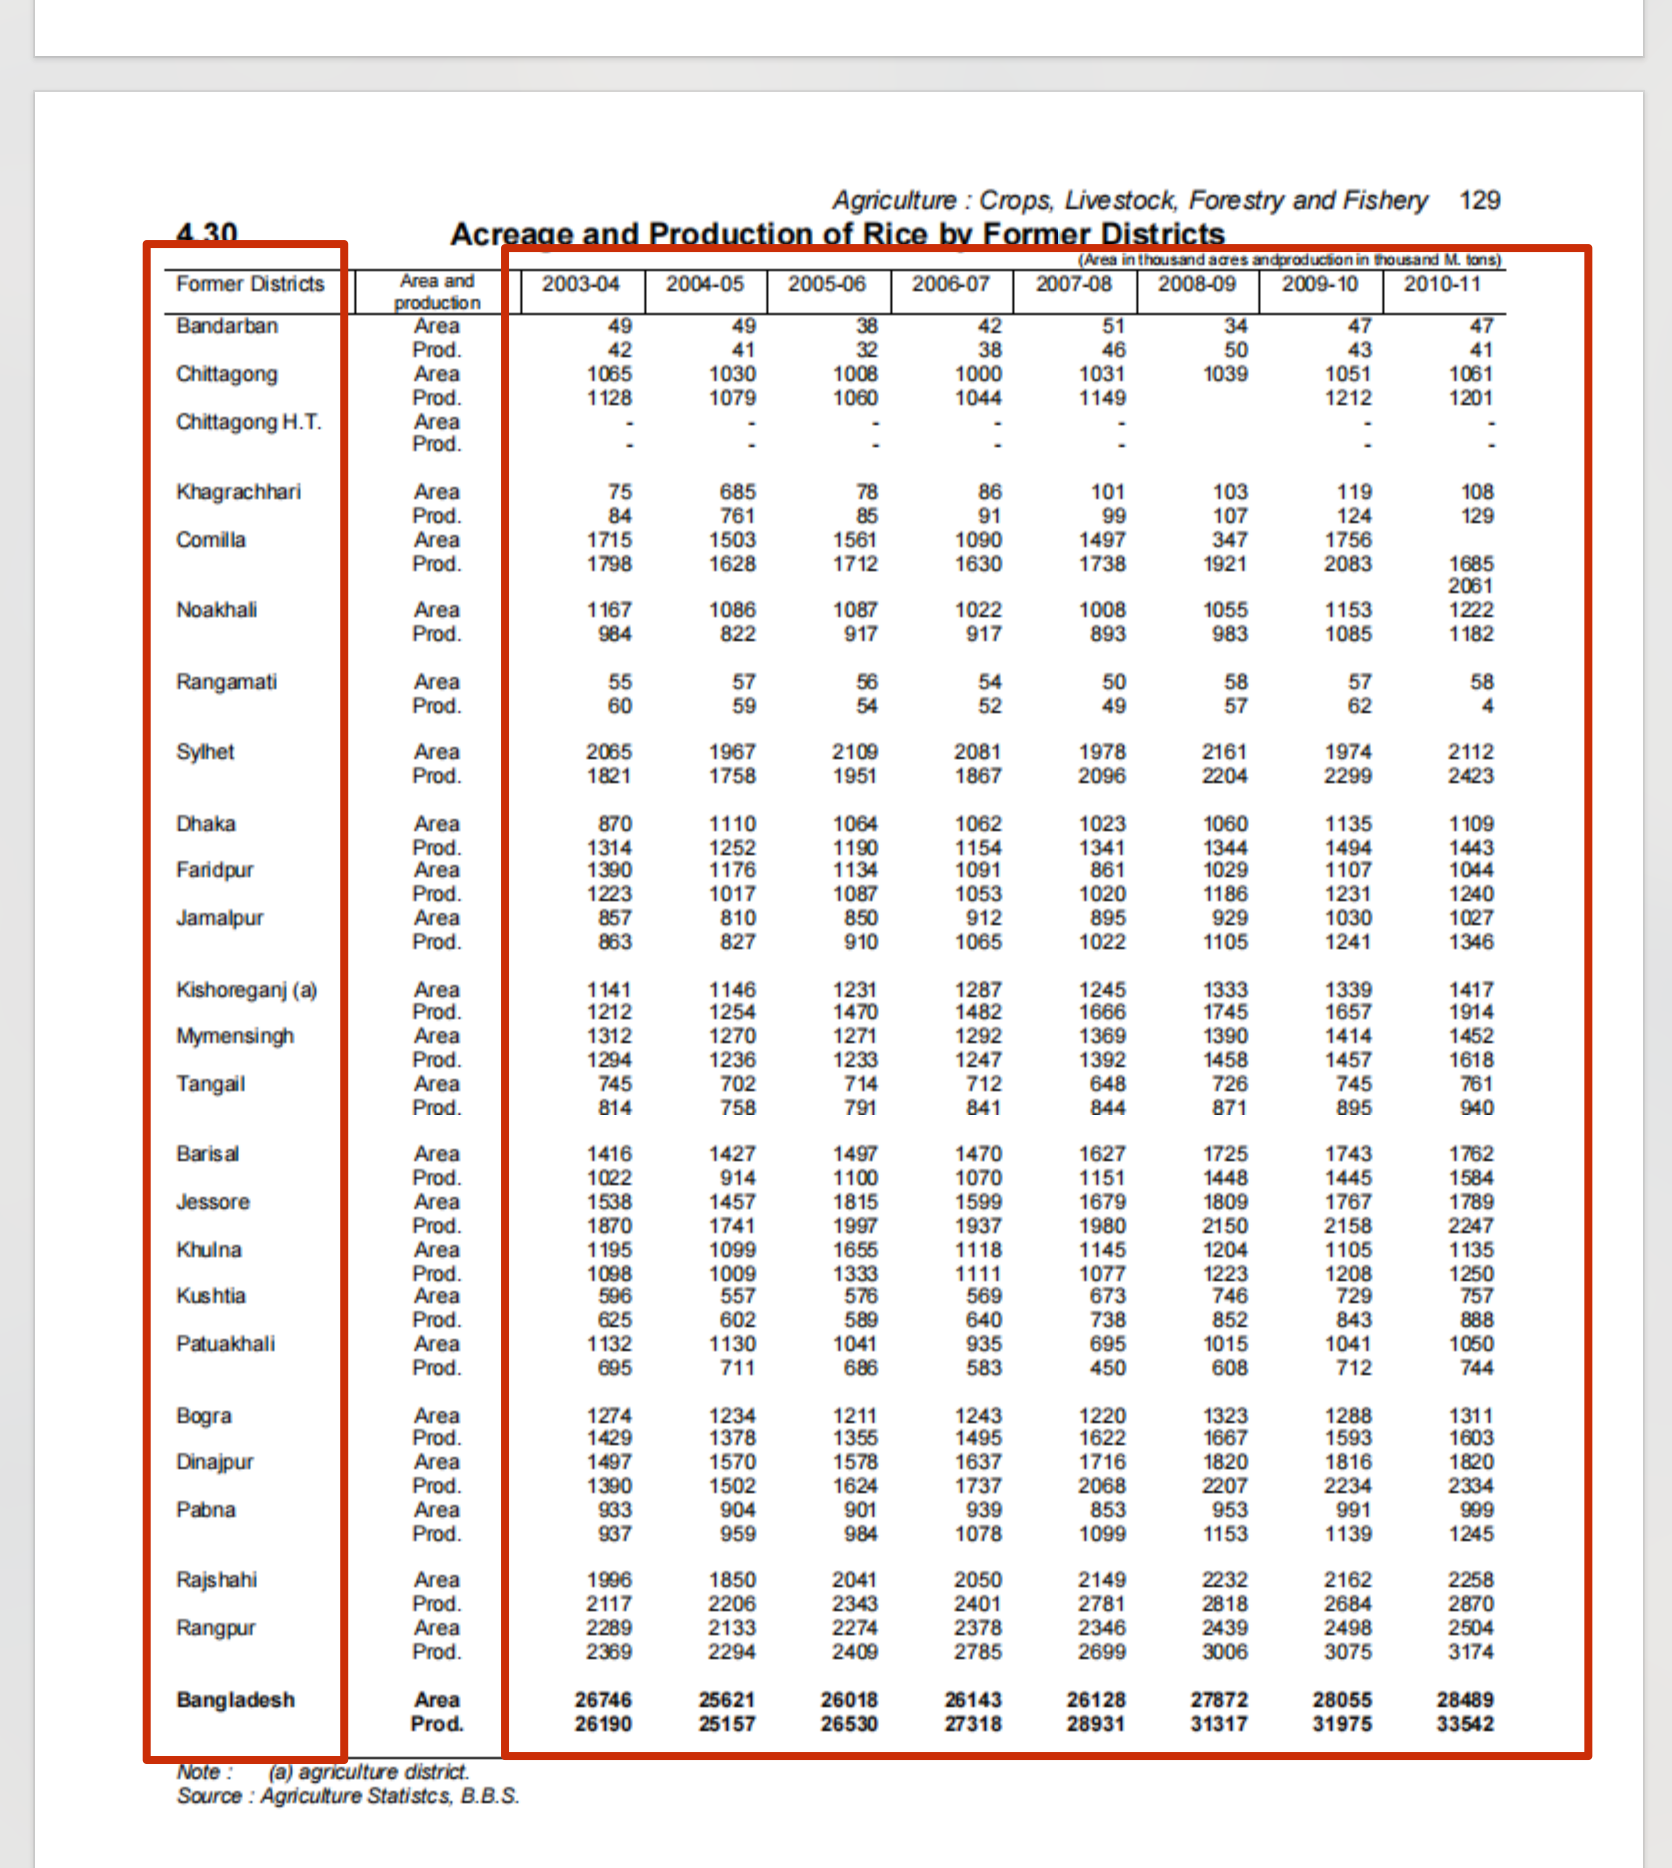 Agriculture : Crops, Livestock, Forestry and Fishery 129
4.30 Acreage and Production of Rice by Former Districts
(Area in thousand acres andproduction in thousand M. tons)
Former Districts Area and production 2003-04 2004-05 2005-06 2006-07 2007-08 2008-09 2009-10 2010-11
Bandarban Area 49 49 38 42 51 34 47 47
Prod. 42 41 32 38 46 50 43 41
Chittagong Area 1065 1030 1008 1000 1031 1039 1051 1061
Prod. 1128 1079 1060 1044 1149 1212 1201
Chittagong H.T. Area - - - - - - -
Prod. - - - - - - -
Khagrachhari Area 75 685 78 86 101 103 119 108
Prod. 84 761 85 91 99 107 124 129
Comilla Area 1715 1503 1561 1090 1497 347 1756
Prod. 1798 1628 1712 1630 1738 1921 2083 1685
2061
Noakhali Area 1167 1086 1087 1022 1008 1055 1153 1222
Prod. 984 822 917 917 893 983 1085 1182
Rangamati Area 55 57 56 54 50 58 57 58
Prod. 60 59 54 52 49 57 62 4
Sylhet Area 2065 1967 2109 2081 1978 2161 1974 2112
Prod. 1821 1758 1951 1867 2096 2204 2299 2423
Dhaka Area 870 1110 1064 1062 1023 1060 1135 1109
Prod. 1314 1252 1190 1154 1341 1344 1494 1443
Faridpur Area 1390 1176 1134 1091 861 1029 1107 1044
Prod. 1223 1017 1087 1053 1020 1186 1231 1240
Jamalpur Area 857 810 850 912 895 929 1030 1027
Prod. 863 827 910 1065 1022 1105 1241 1346
Kishoreganj (a) Area 1141 1146 1231 1287 1245 1333 1339 1417
Prod. 1212 1254 1470 1482 1666 1745 1657 1914
Mymensingh Area 1312 1270 1271 1292 1369 1390 1414 1452
Prod. 1294 1236 1233 1247 1392 1458 1457 1618
Tangail Area 745 702 714 712 648 726 745 761
Prod. 814 758 791 841 844 871 895 940
Barisal Area 1416 1427 1497 1470 1627 1725 1743 1762
Prod. 1022 914 1100 1070 1151 1448 1445 1584
Jessore Area 1538 1457 1815 1599 1679 1809 1767 1789
Prod. 1870 1741 1997 1937 1980 2150 2158 2247
Khulna Area 1195 1099 1655 1118 1145 1204 1105 1135
Prod. 1098 1009 1333 1111 1077 1223 1208 1250
Kushtia Area 596 557 576 569 673 746 729 757
Prod. 625 602 589 640 738 852 843 888
Patuakhali Area 1132 1130 1041 935 695 1015 1041 1050
Prod. 695 711 686 583 450 608 712 744
Bogra Area 1274 1234 1211 1243 1220 1323 1288 1311
Prod. 1429 1378 1355 1495 1622 1667 1593 1603
Dinajpur Area 1497 1570 1578 1637 1716 1820 1816 1820
Prod. 1390 1502 1624 1737 2068 2207 2234 2334
Pabna Area 933 904 901 939 853 953 991 999
Prod. 937 959 984 1078 1099 1153 1139 1245
Rajshahi Area 1996 1850 2041 2050 2149 2232 2162 2258
Prod. 2117 2206 2343 2401 2781 2818 2684 2870
Rangpur Area 2289 2133 2274 2378 2346 2439 2498 2504
Prod. 2369 2294 2409 2785 2699 3006 3075 3174
Bangladesh Area 26746 25621 26018 26143 26128 27872 28055 28489
Prod. 26190 25157 26530 27318 28931 31317 31975 33542
Note : (a) agriculture district.
Source : Agriculture Statistcs, B.B.S.